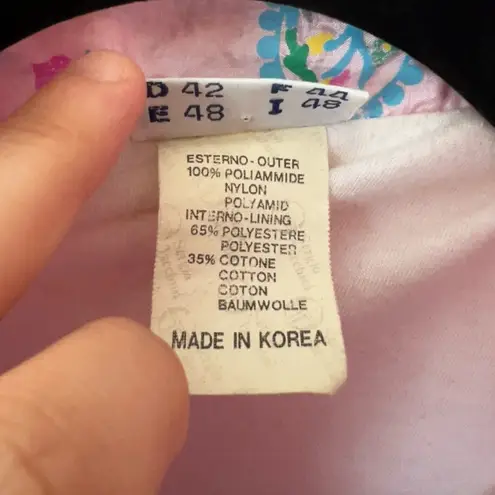 D 42 F 44
E 48 I 48
ESTERNO-OUTER
100% POLIAMMIDE
NYLON
POLYAMID
INTERNO-LINING
65% POLYESTERE
POLYESTER
35% COTONE
COTTON
COTON
BAUMWOLLE
MADE IN KOREA